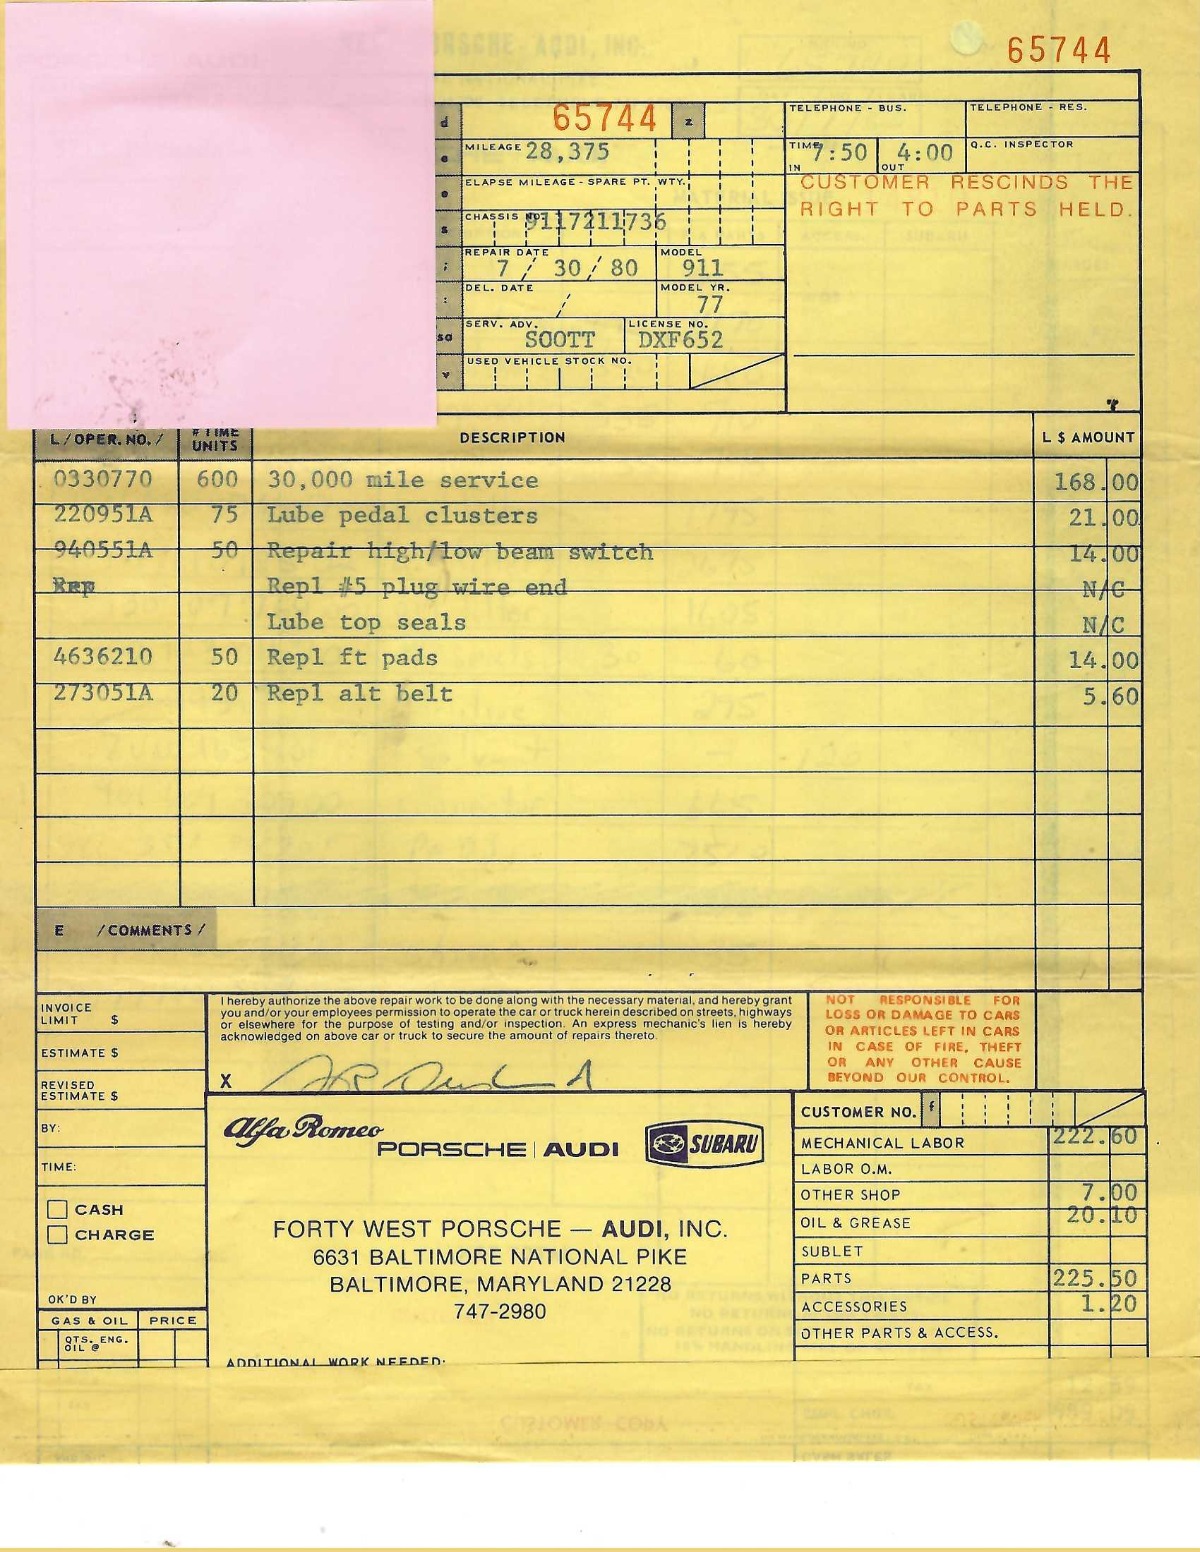 65744
d 65744 z
TELEPHONE - BUS. TELEPHONE - RES.
MILEAGE 28,375
TIME IN 7:50 OUT 4:00 Q.C. INSPECTOR
ELAPSE MILEAGE - SPARE PT. WTY.
CUSTOMER RESCINDS THE
RIGHT TO PARTS HELD.
CHASSIS NO. 9117211736
REPAIR DATE 7 / 30 / 80 MODEL 911
DEL. DATE / MODEL YR. 77
SERV. ADV. SCOTT LICENSE NO. DXF652
USED VEHICLE STOCK NO.
L / OPER. NO. / # TIME UNITS DESCRIPTION L $ AMOUNT
0330770 600 30,000 mile service 168.00
220951A 75 Lube pedal clusters 21.00
940551A 50 Repair high/low beam switch 14.00
Repl #5 plug wire end N/C
Lube top seals N/C
4636210 50 Repl ft pads 14.00
273051A 20 Repl alt belt 5.60
E / COMMENTS /
INVOICE LIMIT $
ESTIMATE $
REVISED ESTIMATE $
BY:
TIME:
CASH
CHARGE
OK'D BY
GAS & OIL PRICE
QTS. ENG. OIL @
I hereby authorize the above repair work to be done along with the necessary material, and hereby grant
you and/or your employees permission to operate the car or truck herein described on streets, highways
or elsewhere for the purpose of testing and/or inspection. An express mechanic's lien is hereby
acknowledged on above car or truck to secure the amount of repairs thereto.
X
NOT RESPONSIBLE FOR
LOSS OR DAMAGE TO CARS
OR ARTICLES LEFT IN CARS
IN CASE OF FIRE, THEFT
OR ANY OTHER CAUSE
BEYOND OUR CONTROL.
Alfa Romeo PORSCHE | AUDI SUBARU
FORTY WEST PORSCHE — AUDI, INC.
6631 BALTIMORE NATIONAL PIKE
BALTIMORE, MARYLAND 21228
747-2980
ADDITIONAL WORK NEEDED:
CUSTOMER NO. f
MECHANICAL LABOR 222.60
LABOR O.M.
OTHER SHOP 7.00
OIL & GREASE 20.10
SUBLET
PARTS 225.50
ACCESSORIES 1.20
OTHER PARTS & ACCESS.